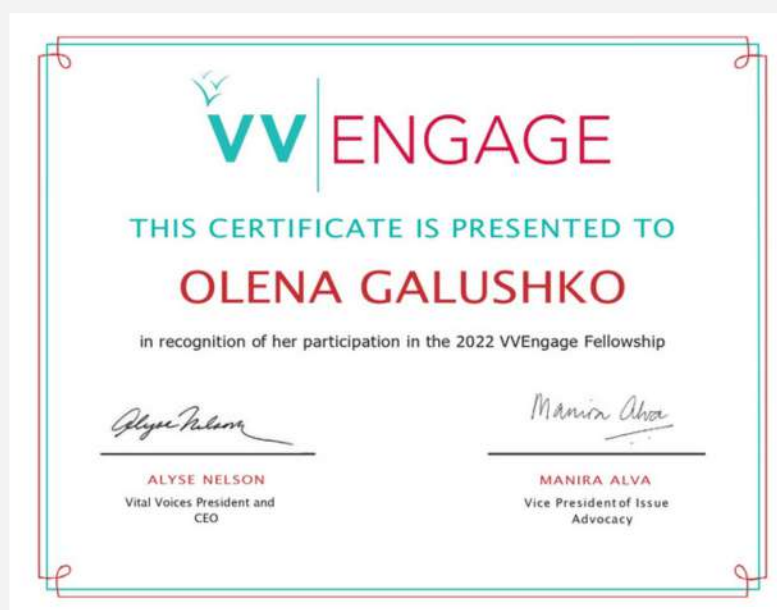 VV ENGAGE
THIS CERTIFICATE IS PRESENTED TO
OLENA GALUSHKO
in recognition of her participation in the 2022 VVEngage Fellowship
Alyse Nelson
Manira Alva
ALYSE NELSON
MANIRA ALVA
Vital Voices President and
CEO
Vice President of Issue
Advocacy